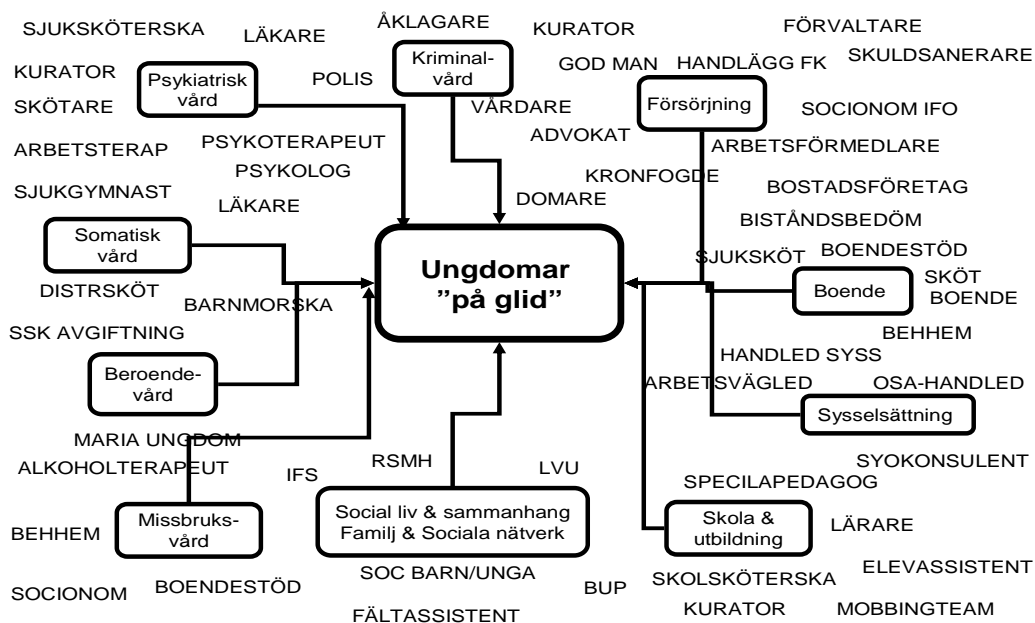 SJUKSKÖTERSKA
LÄKARE
ÅKLAGARE
KURATOR
FÖRVALTARE
KURATOR
Psykiatrisk
vård
POLIS
Kriminal-
vård
GOD MAN
HANDLÄGG FK
SKULDSANERARE
SKÖTARE
VÅRDARE
Försörjning
SOCIONOM IFO
ARBETSTERAP
PSYKOTERAPEUT
ADVOKAT
ARBETSFÖRMEDLARE
PSYKOLOG
KRONFOGDE
SJUKGYMNAST
LÄKARE
DOMARE
BOSTADSFÖRETAG
BISTÅNDSBEDÖM
Somatisk
vård
Ungdomar
”på glid”
SJUKSKÖT
BOENDESTÖD
DISTRSKÖT
BARNMORSKA
Boende
SKÖT
BOENDE
SSK AVGIFTNING
BEHHEM
Beroende-
vård
HANDLED SYSS
ARBETSVÄGLED
OSA-HANDLED
Sysselsättning
MARIA UNGDOM
ALKOHOLTERAPEUT
IFS
RSMH
LVU
SYOKONSULENT
SPECILAPEDAGOG
BEHHEM
Missbruks-
vård
Social liv & sammanhang
Familj & Sociala nätverk
Skola &
utbildning
LÄRARE
SOCIONOM
BOENDESTÖD
SOC BARN/UNGA
BUP
SKOLSKÖTERSKA
ELEVASSISTENT
FÄLTASSISTENT
KURATOR
MOBBINGTEAM